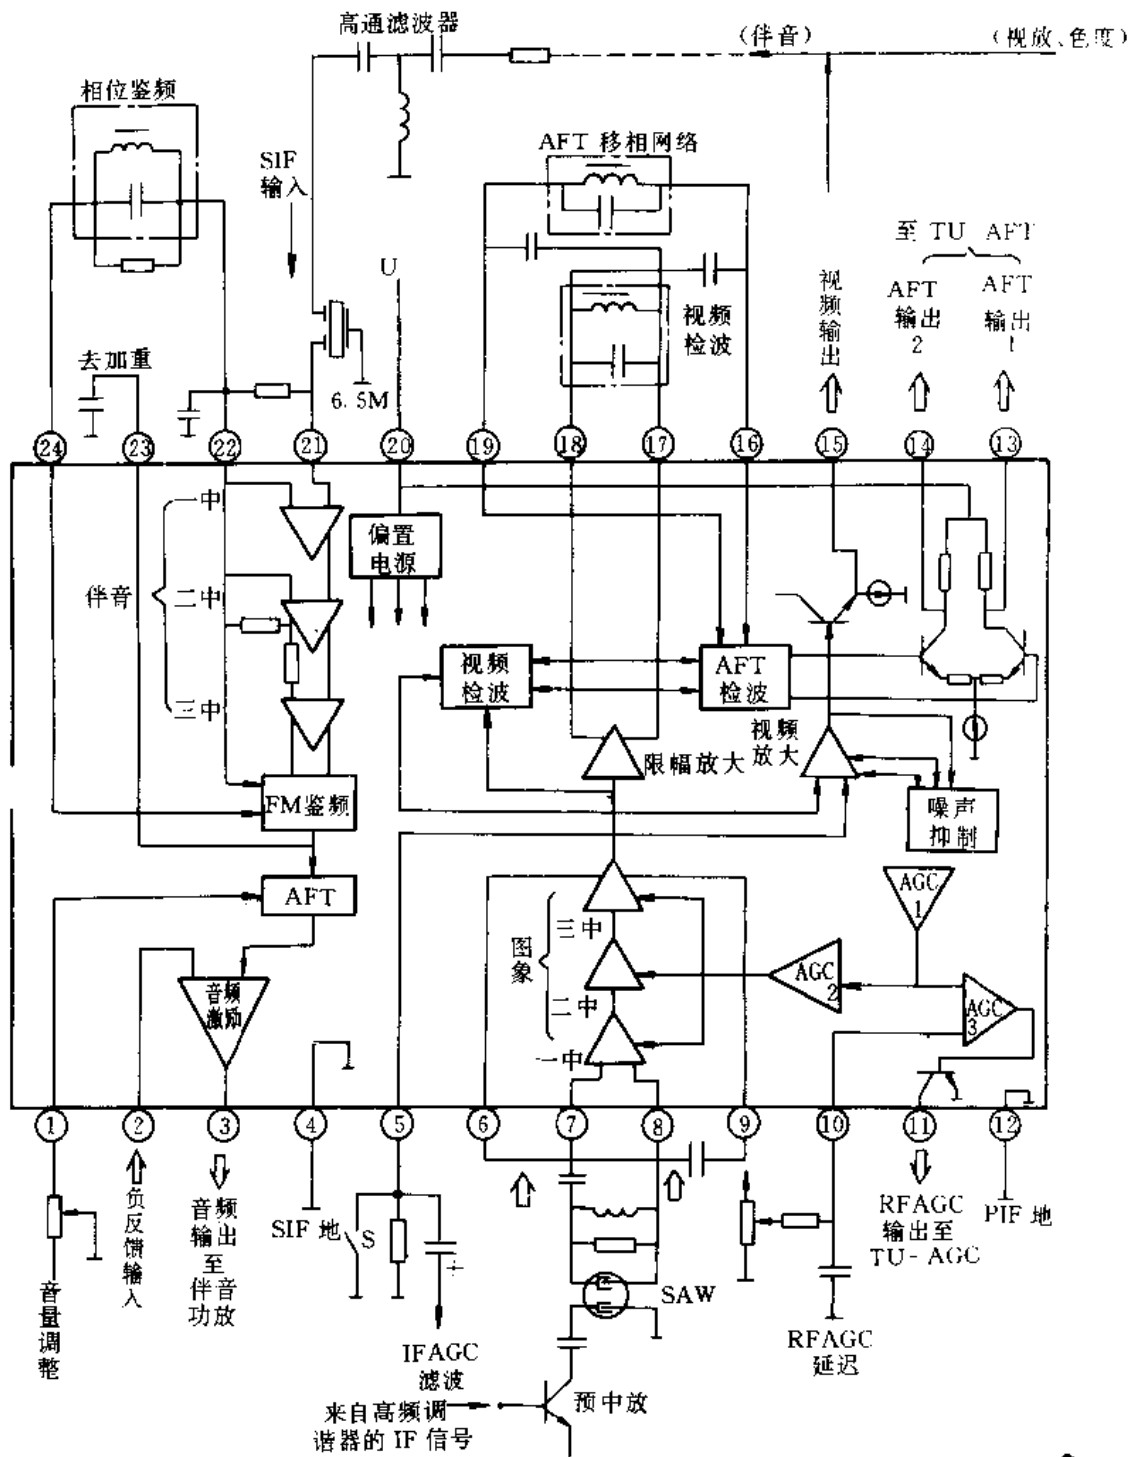 高通滤波器
(伴音)
(视放、色度)
相位鉴频
SIF
输入
AFT 移相网络
至 TU AFT
U
视频输出
AFT
输出
2
AFT
输出
1
视频
检波
去加重
6.5M
24
23
22
21
20
19
18
17
16
15
14
13
一中
二中
三中
伴音
偏置
电源
视频
检波
AFT
检波
视频
放大
限幅放大
噪声
抑制
FM鉴频
AFT
AGC
1
AGC
2
AGC
3
图象
三中
二中
一中
音频
激励
1
2
3
4
5
6
7
8
9
10
11
12
音量调整
负反馈输入
音频输出至伴音功放
SIF 地
S
+
IFAGC
滤波
SAW
预中放
来自高频调
谐器的 IF 信号
RFAGC
延迟
RFAGC
输出至
TU-AGC
PIF 地